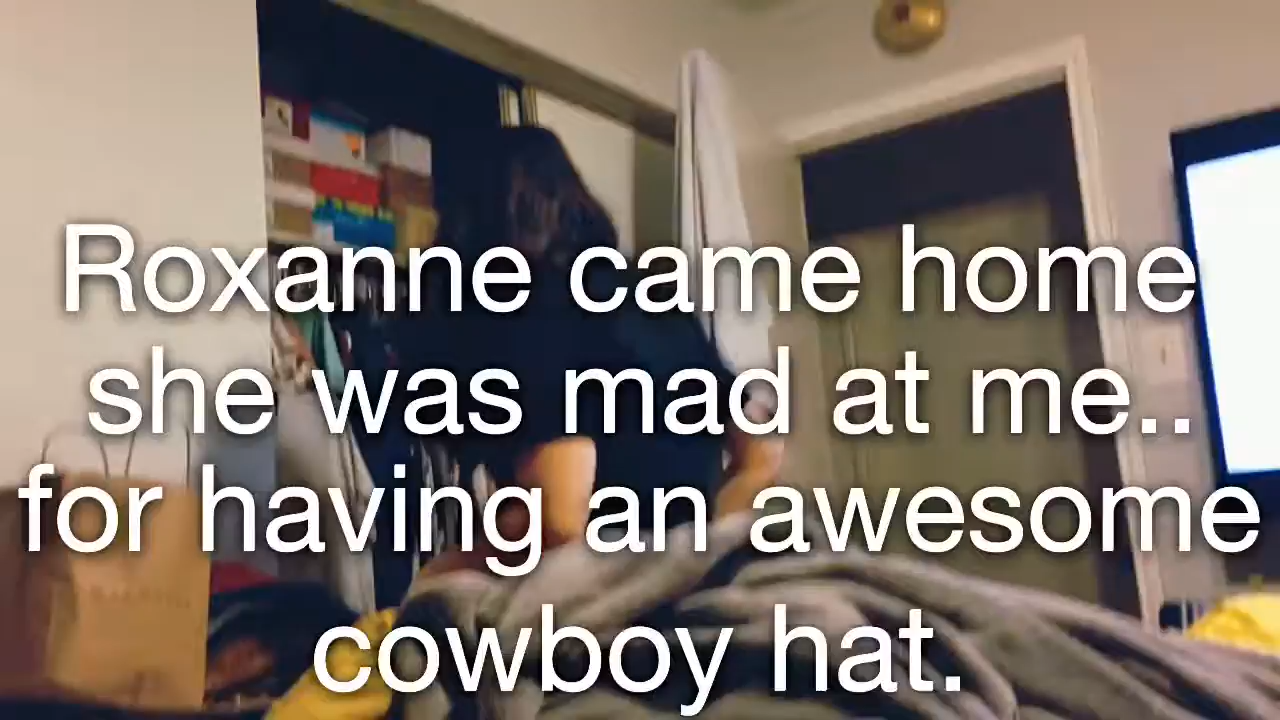 Roxanne came home
she was mad at me..
for having an awesome
cowboy hat.